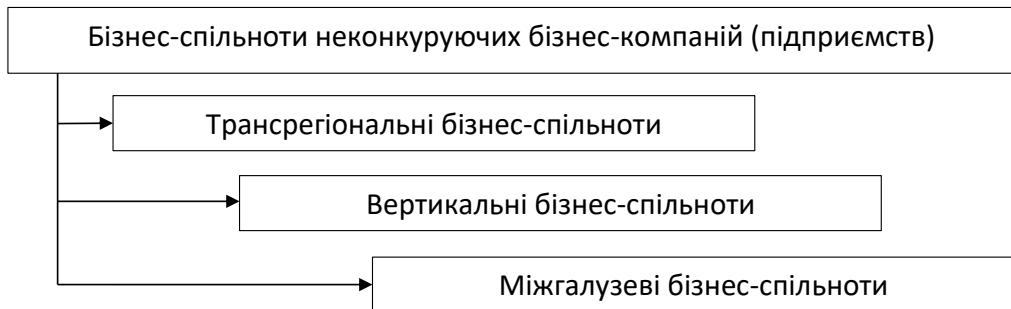 Бізнес-спільноти неконкуруючих бізнес-компаній (підприємств)
Трансрегіональні бізнес-спільноти
Вертикальні бізнес-спільноти
Міжгалузеві бізнес-спільноти